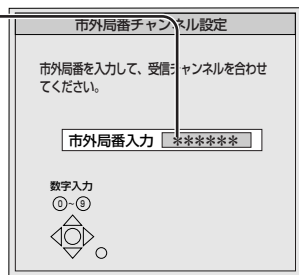 市外局番チャンネル設定
市外局番を入力して、受信チャンネルを合わせ
てください。
市外局番入力 ******
数字入力
⓪~⑨